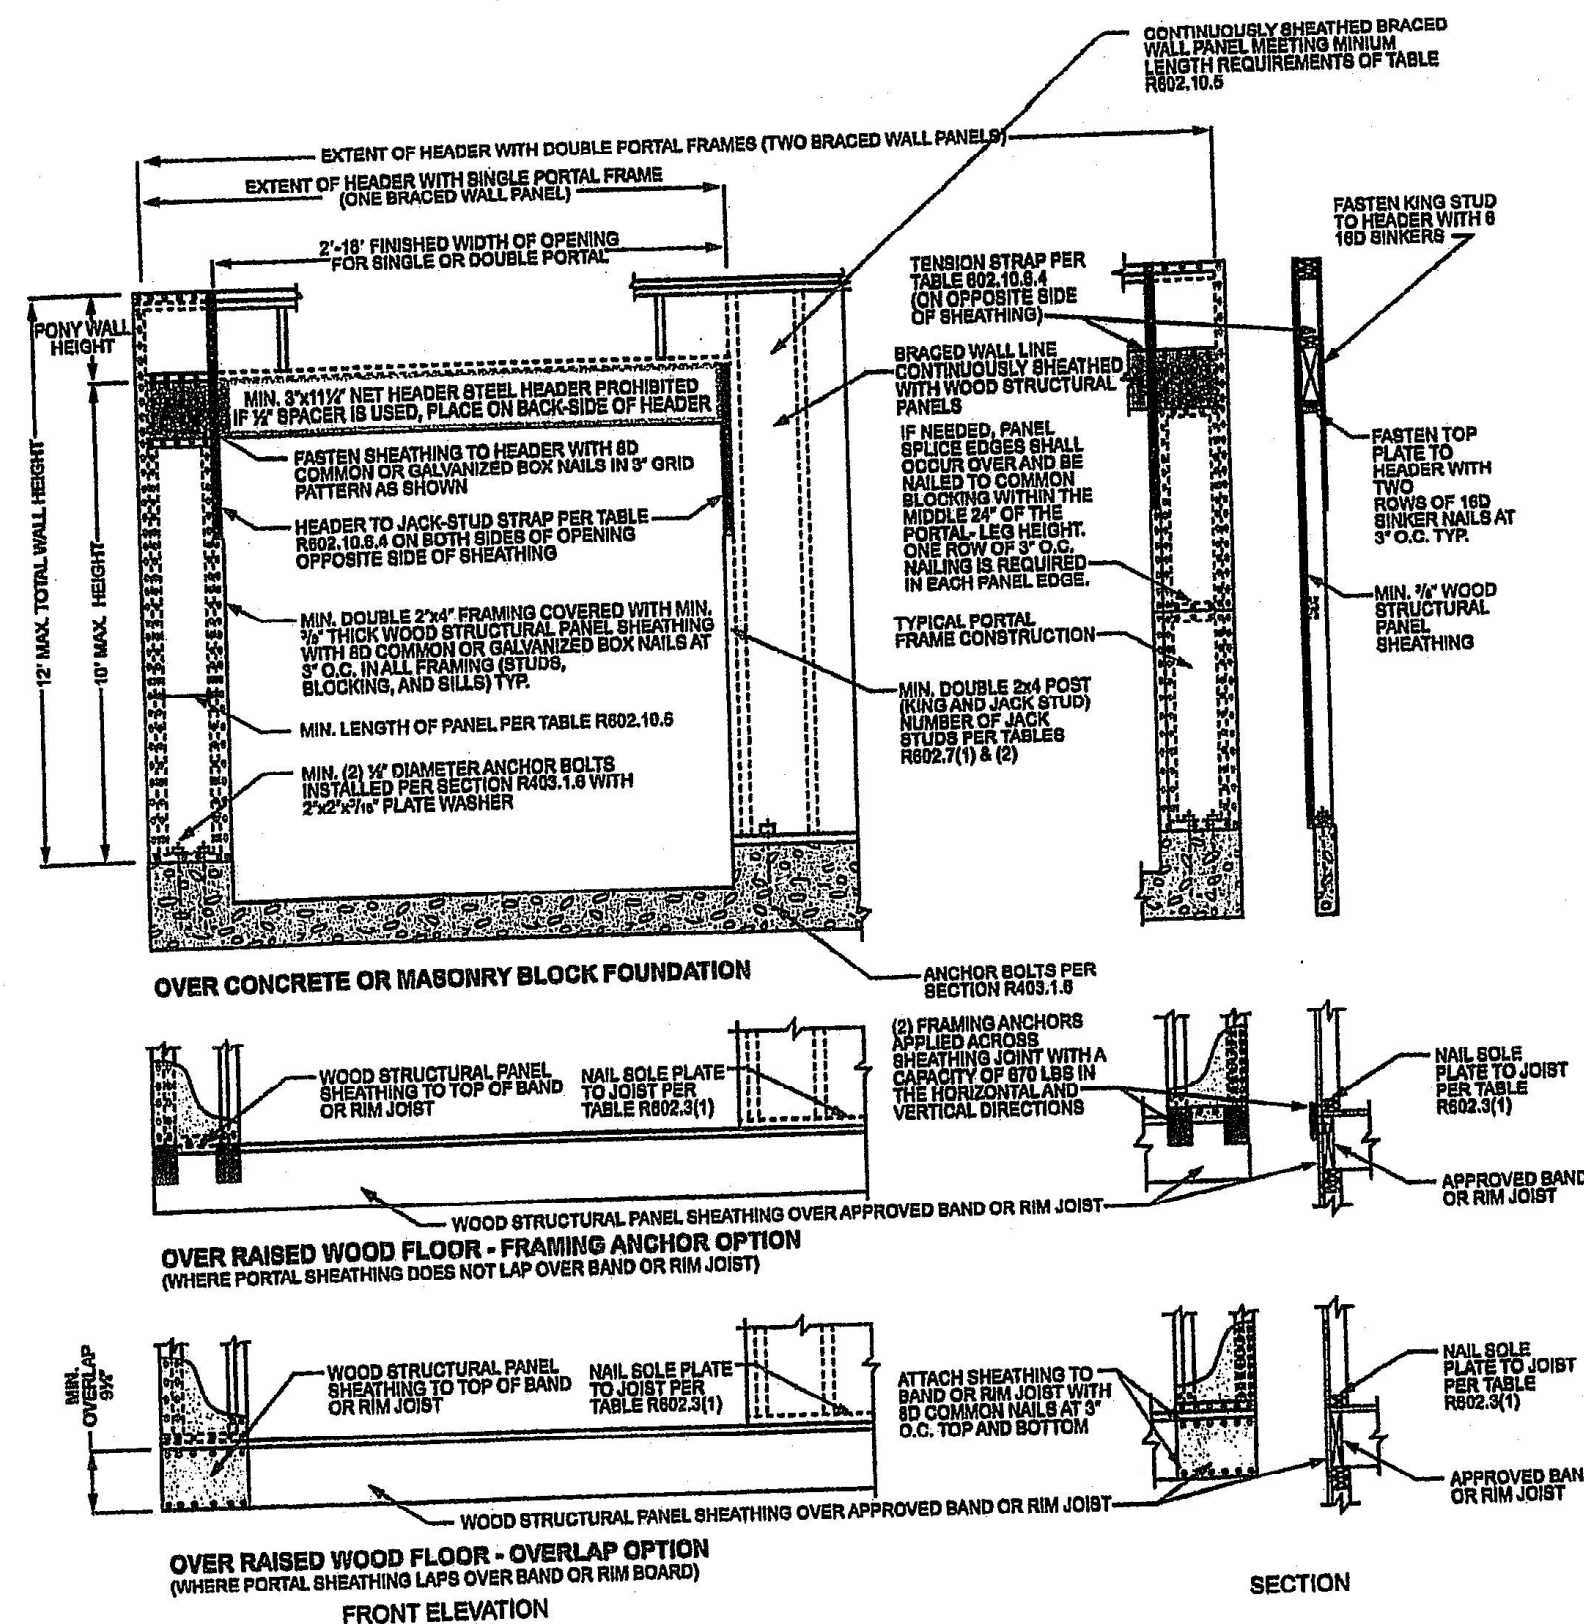 CONTINUOUSLY SHEATHED BRACED
WALL PANEL MEETING MINIUM
LENGTH REQUIREMENTS OF TABLE
R602.10.5
EXTENT OF HEADER WITH DOUBLE PORTAL FRAMES (TWO BRACED WALL PANELS)
EXTENT OF HEADER WITH SINGLE PORTAL FRAME
(ONE BRACED WALL PANEL)
2'-18' FINISHED WIDTH OF OPENING
FOR SINGLE OR DOUBLE PORTAL
FASTEN KING STUD
TO HEADER WITH 6
16D SINKERS
TENSION STRAP PER
TABLE 602.10.6.4
(ON OPPOSITE SIDE
OF SHEATHING)
PONY WALL
HEIGHT
12' MAX. TOTAL WALL HEIGHT
10' MAX. HEIGHT
MIN. 3"x11¼" NET HEADER STEEL HEADER PROHIBITED
IF ½" SPACER IS USED, PLACE ON BACK-SIDE OF HEADER
BRACED WALL LINE
CONTINUOUSLY SHEATHED
WITH WOOD STRUCTURAL
PANELS
FASTEN SHEATHING TO HEADER WITH 8D
COMMON OR GALVANIZED BOX NAILS IN 3" GRID
PATTERN AS SHOWN
IF NEEDED, PANEL
SPLICE EDGES SHALL
OCCUR OVER AND BE
NAILED TO COMMON
BLOCKING WITHIN THE
MIDDLE 24" OF THE
PORTAL-LEG HEIGHT.
ONE ROW OF 3" O.C.
NAILING IS REQUIRED
IN EACH PANEL EDGE.
FASTEN TOP
PLATE TO
HEADER WITH
TWO
ROWS OF 16D
SINKER NAILS AT
3" O.C. TYP.
HEADER TO JACK-STUD STRAP PER TABLE
R602.10.6.4 ON BOTH SIDES OF OPENING
OPPOSITE SIDE OF SHEATHING
MIN. DOUBLE 2"x4" FRAMING COVERED WITH MIN.
3/8" THICK WOOD STRUCTURAL PANEL SHEATHING
WITH 8D COMMON OR GALVANIZED BOX NAILS AT
3" O.C. IN ALL FRAMING (STUDS,
BLOCKING, AND SILLS) TYP.
MIN. 3/8" WOOD
STRUCTURAL
PANEL
SHEATHING
TYPICAL PORTAL
FRAME CONSTRUCTION
MIN. LENGTH OF PANEL PER TABLE R602.10.5
MIN. DOUBLE 2x4 POST
(KING AND JACK STUD)
NUMBER OF JACK
STUDS PER TABLES
R602.7(1) & (2)
MIN. (2) ½" DIAMETER ANCHOR BOLTS
INSTALLED PER SECTION R403.1.6 WITH
2"x2"x3/16" PLATE WASHER
OVER CONCRETE OR MASONRY BLOCK FOUNDATION
ANCHOR BOLTS PER
SECTION R403.1.6
(2) FRAMING ANCHORS
APPLIED ACROSS
SHEATHING JOINT WITH A
CAPACITY OF 670 LBS IN
THE HORIZONTAL AND
VERTICAL DIRECTIONS
WOOD STRUCTURAL PANEL
SHEATHING TO TOP OF BAND
OR RIM JOIST
NAIL SOLE PLATE
TO JOIST PER
TABLE R602.3(1)
NAIL SOLE
PLATE TO JOIST
PER TABLE
R602.3(1)
APPROVED BAND
OR RIM JOIST
WOOD STRUCTURAL PANEL SHEATHING OVER APPROVED BAND OR RIM JOIST
OVER RAISED WOOD FLOOR - FRAMING ANCHOR OPTION
(WHERE PORTAL SHEATHING DOES NOT LAP OVER BAND OR RIM JOIST)
MIN.
OVERLAP
9¼"
WOOD STRUCTURAL PANEL
SHEATHING TO TOP OF BAND
OR RIM JOIST
NAIL SOLE PLATE
TO JOIST PER
TABLE R602.3(1)
ATTACH SHEATHING TO
BAND OR RIM JOIST WITH
8D COMMON NAILS AT 3"
O.C. TOP AND BOTTOM
NAIL SOLE
PLATE TO JOIST
PER TABLE
R602.3(1)
APPROVED BAN
OR RIM JOIST
WOOD STRUCTURAL PANEL SHEATHING OVER APPROVED BAND OR RIM JOIST
OVER RAISED WOOD FLOOR - OVERLAP OPTION
(WHERE PORTAL SHEATHING LAPS OVER BAND OR RIM BOARD)
FRONT ELEVATION
SECTION